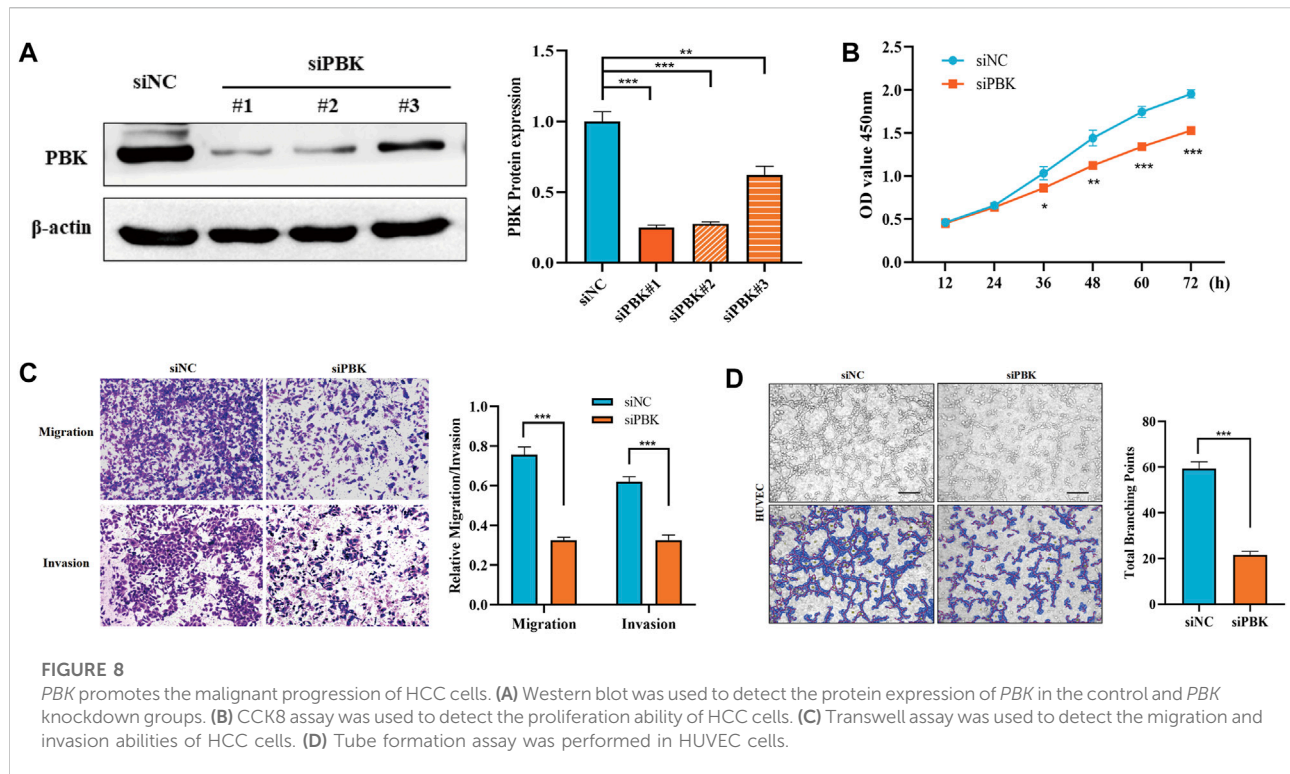 A
siNC
siPBK
#1 #2 #3
PBK
β-actin
PBK Protein expression
1.5
1.0
0.5
0.0
**
***
***
siNC
siPBK#1
siPBK#2
siPBK#3
B
siNC
siPBK
OD value 450nm
2.5
2.0
1.5
1.0
0.5
0.0
*
**
***
***
12 24 36 48 60 72 (h)
C
siNC siPBK
Migration
Invasion
Relative Migration/Invasion
1.0
0.8
0.6
0.4
0.2
0.0
siNC
siPBK
***
***
Migration Invasion
D
siNC siPBK
HUVEC
Total Branching Points
80
60
40
20
0
***
siNC siPBK
FIGURE 8
PBK promotes the malignant progression of HCC cells. (A) Western blot was used to detect the protein expression of PBK in the control and PBK
knockdown groups. (B) CCK8 assay was used to detect the proliferation ability of HCC cells. (C) Transwell assay was used to detect the migration and
invasion abilities of HCC cells. (D) Tube formation assay was performed in HUVEC cells.